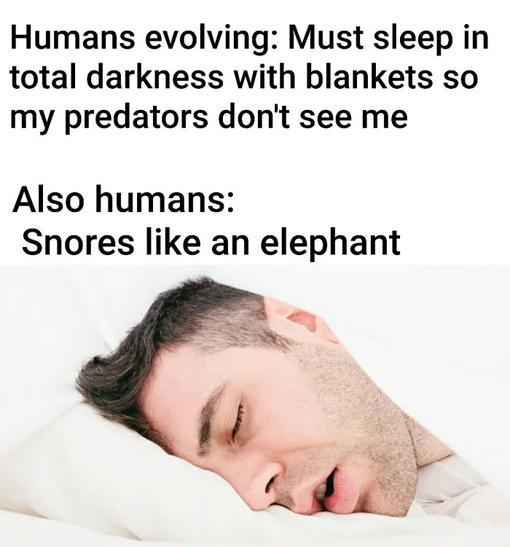 Humans evolving: Must sleep in
total darkness with blankets so
my predators don't see me
Also humans:
Snores like an elephant